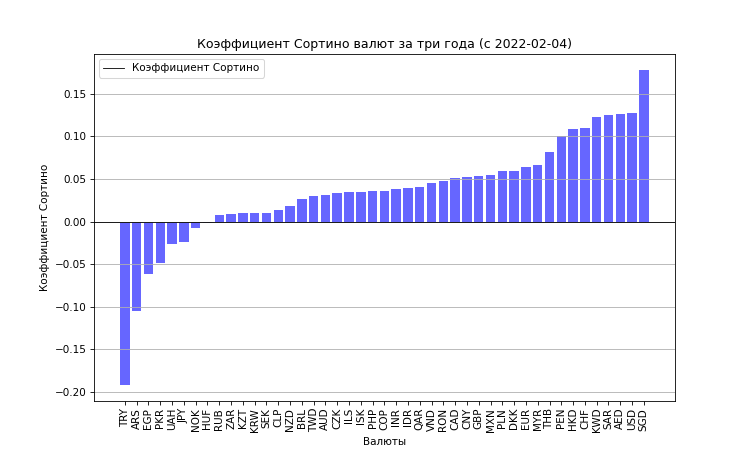 Коэффициент Сортино валют за три года (с 2022-02-04)
Коэффициент Сортино
Коэффициент Сортино
0.15
0.10
0.05
0.00
−0.05
−0.10
−0.15
−0.20
TRY
ARS
EGP
PKR
UAH
JPY
NOK
HUF
RUB
ZAR
KZT
KRW
SEK
CLP
NZD
BRL
TWD
AUD
CZK
ILS
ISK
PHP
COP
INR
IDR
QAR
VND
RON
CAD
CNY
GBP
MXN
PLN
DKK
EUR
MYR
THB
PEN
HKD
CHF
KWD
SAR
AED
USD
SGD
Валюты